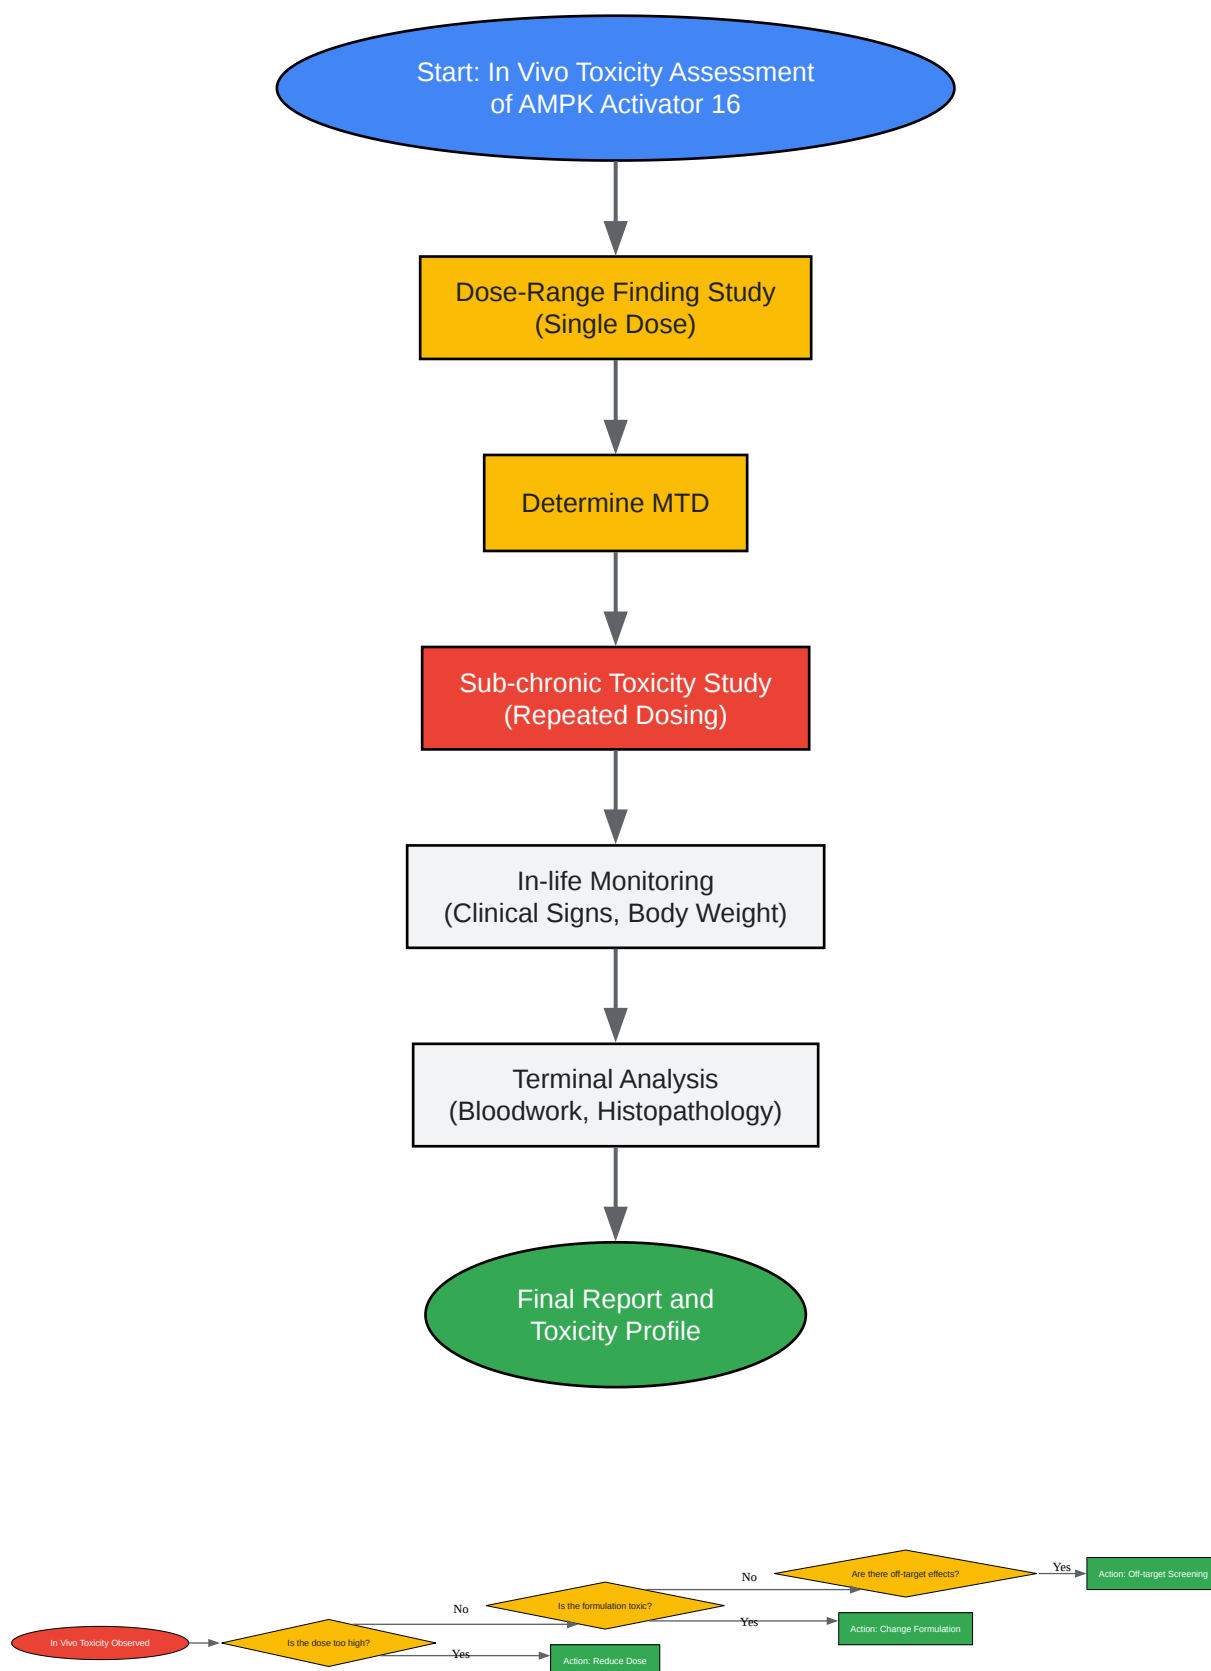 Start: In Vivo Toxicity Assessment
of AMPK Activator 16
Dose-Range Finding Study
(Single Dose)
Determine MTD
Sub-chronic Toxicity Study
(Repeated Dosing)
In-life Monitoring
(Clinical Signs, Body Weight)
Terminal Analysis
(Bloodwork, Histopathology)
Final Report and
Toxicity Profile
In Vivo Toxicity Observed
Is the dose too high?
No
Yes
Action: Reduce Dose
Is the formulation toxic?
No
Yes
Action: Change Formulation
Are there off-target effects?
Yes
Action: Off-target Screening